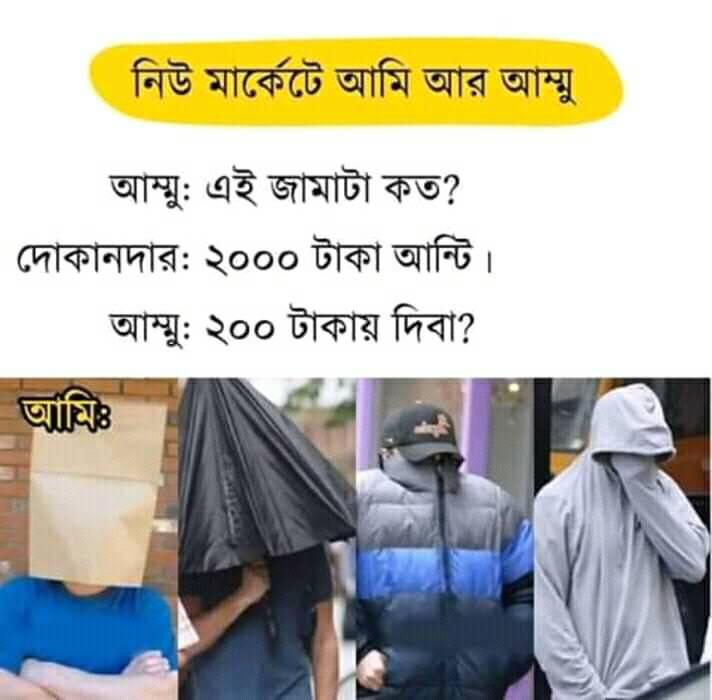 নিউ মার্কেটে আমি আর আম্মু
আম্মু: এই জামাটা কত?
দোকানদার: ২০০০ টাকা আন্টি।
আম্মু: ২০০ টাকায় দিবা?
আমিঃ